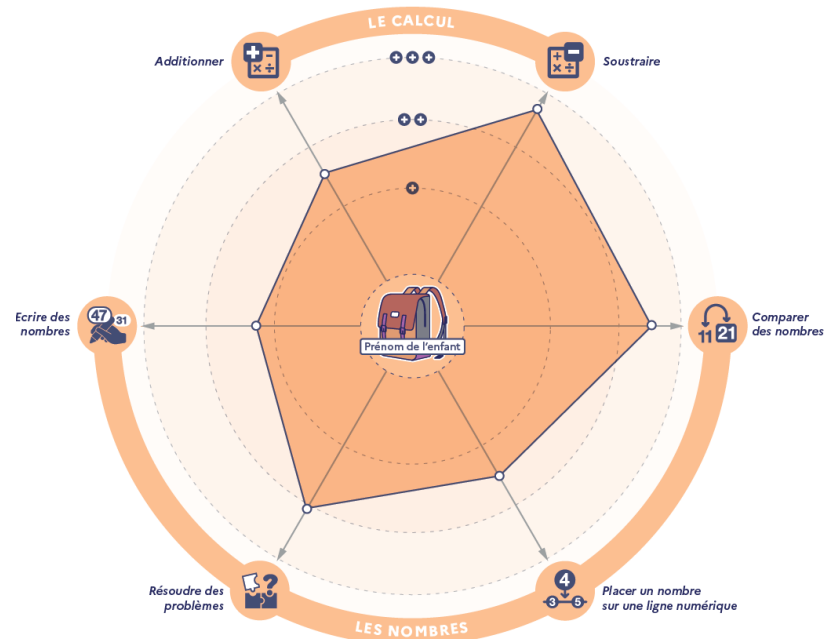 LE CALCUL
Additionner
Soustraire
Ecrire des
nombres
47
31
Comparer
des nombres
11 21
Prénom de l'enfant
Résoudre des
problèmes
?
4
3 5
Placer un nombre
sur une ligne numérique
LES NOMBRES